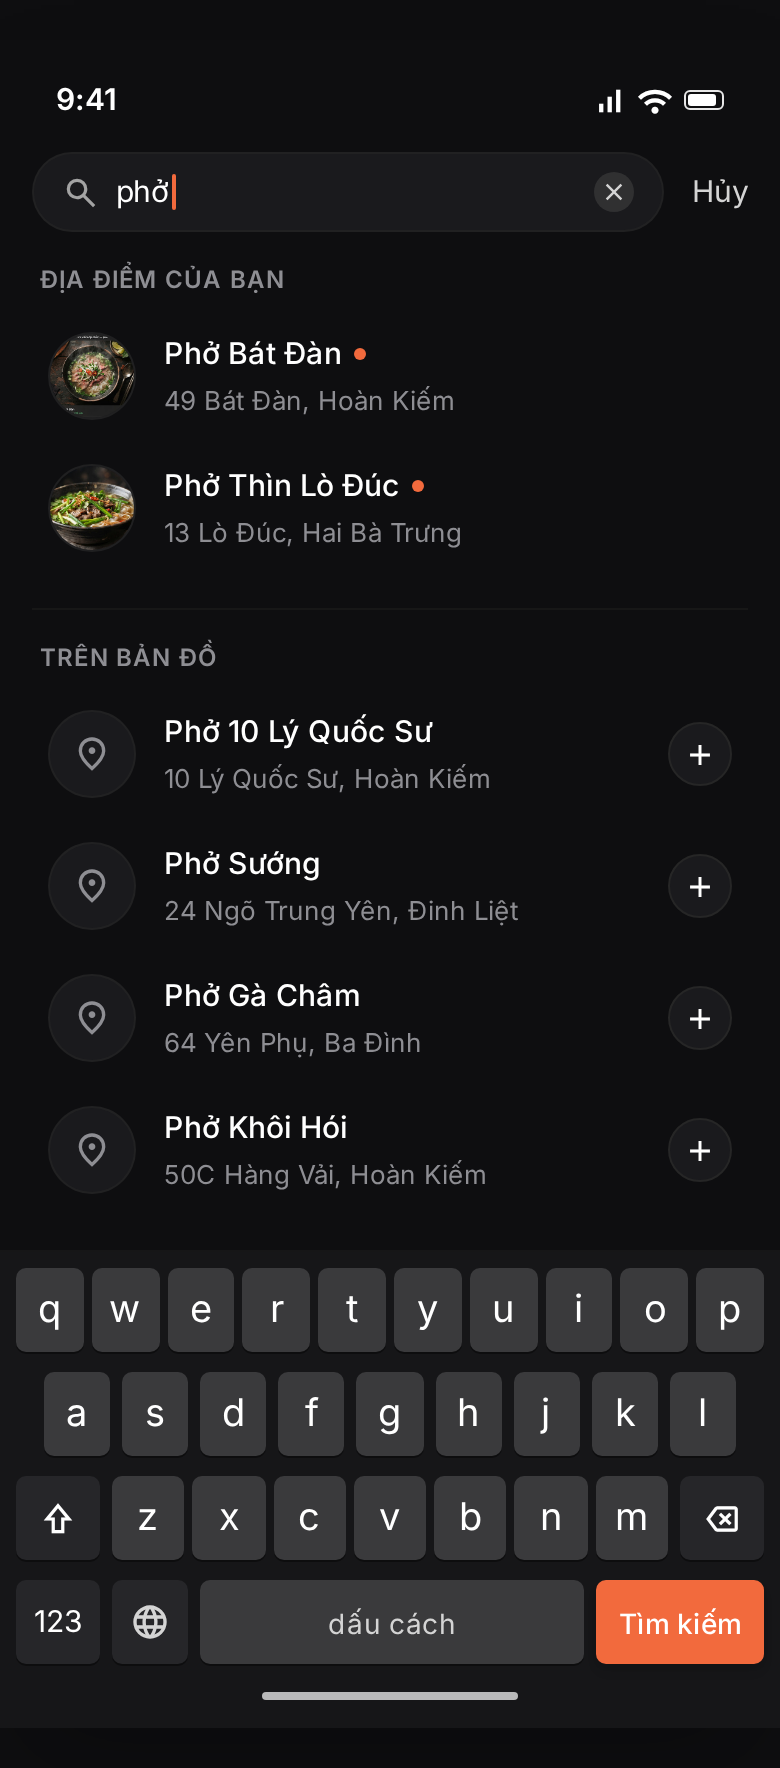 9:41
phở
Hủy
ĐỊA ĐIỂM CỦA BẠN
Phở Bát Đàn
49 Bát Đàn, Hoàn Kiếm
Phở Thìn Lò Đúc
13 Lò Đúc, Hai Bà Trưng
TRÊN BẢN ĐỒ
Phở 10 Lý Quốc Sư
10 Lý Quốc Sư, Hoàn Kiếm
Phở Sướng
24 Ngõ Trung Yên, Đinh Liệt
Phở Gà Châm
64 Yên Phụ, Ba Đình
Phở Khôi Hói
50C Hàng Vải, Hoàn Kiếm
q w e r t y u i o p
a s d f g h j k l
z x c v b n m
123 dấu cách Tìm kiếm